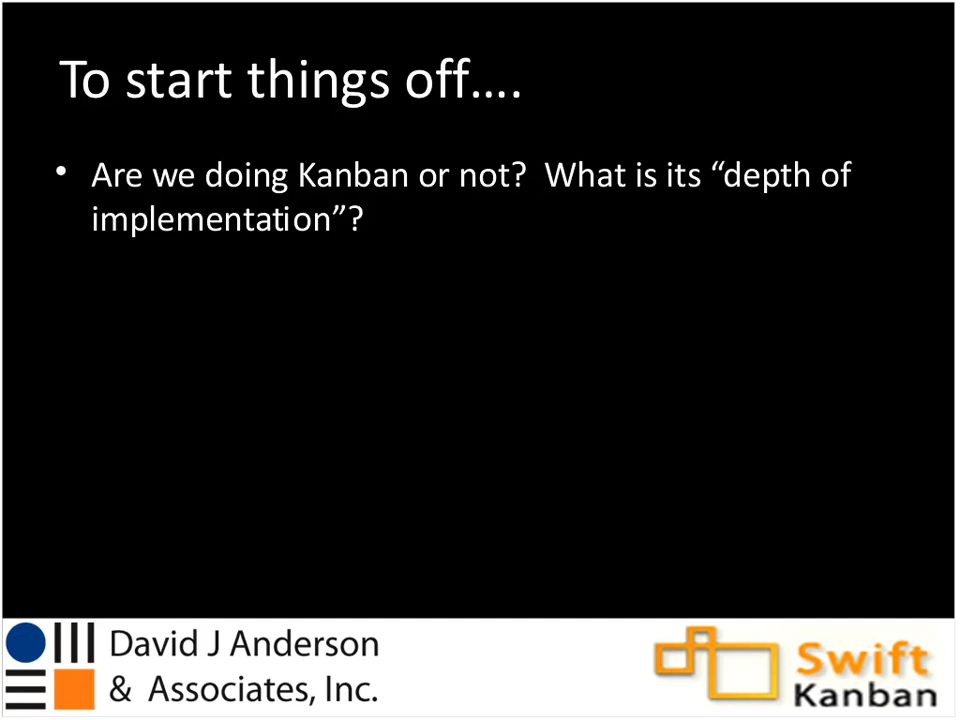 To start things off….
• Are we doing Kanban or not?  What is its “depth of
implementation”?
David J Anderson
& Associates, Inc.
Swift
Kanban